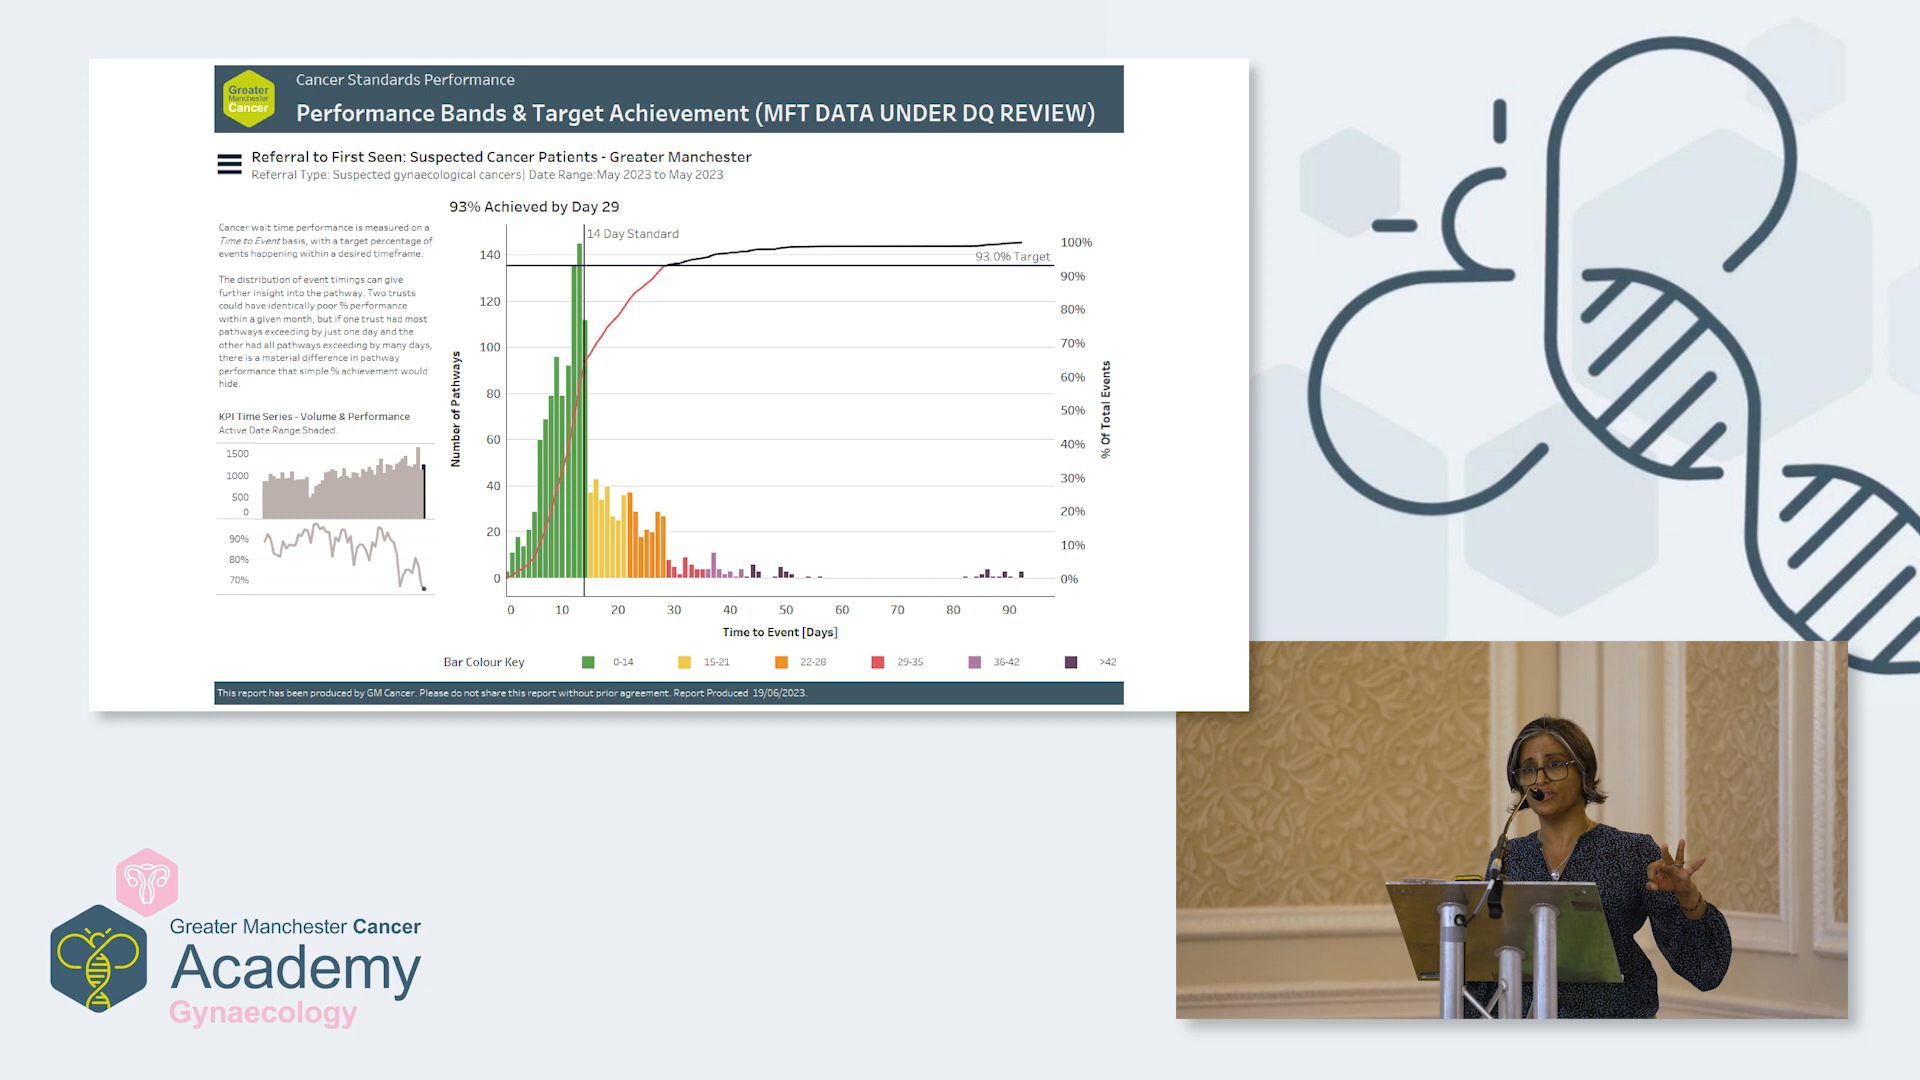 Greater
Manchester
Cancer
Cancer Standards Performance
Performance Bands & Target Achievement (MFT DATA UNDER DQ REVIEW)
Referral to First Seen: Suspected Cancer Patients - Greater Manchester
Referral Type: Suspected gynaecological cancers| Date Range:May 2023 to May 2023
93% Achieved by Day 29
Cancer wait time performance is measured on a
Time to Event basis, with a target percentage of
events happening within a desired timeframe.
The distribution of event timings can give
further insight into the pathway. Two trusts
could have identically poor % performance
within a given month, but if one trust had most
pathways exceeding by just one day and the
other had all pathways exceeding by many days,
there is a material difference in pathway
performance that simple % achievement would
hide.
KPI Time Series - Volume & Performance
Active Date Range Shaded.
1500
1000
500
0
90%
80%
70%
14 Day Standard
93.0% Target
Number of Pathways
140
120
100
80
60
40
20
0
100%
90%
80%
70%
60%
50%
40%
30%
20%
10%
0%
% Of Total Events
0 10 20 30 40 50 60 70 80 90
Time to Event [Days]
Bar Colour Key 0-14 15-21 22-28 29-35 36-42 >42
This report has been produced by GM Cancer. Please do not share this report without prior agreement. Report Produced 19/06/2023.
Greater Manchester Cancer
Academy
Gynaecology